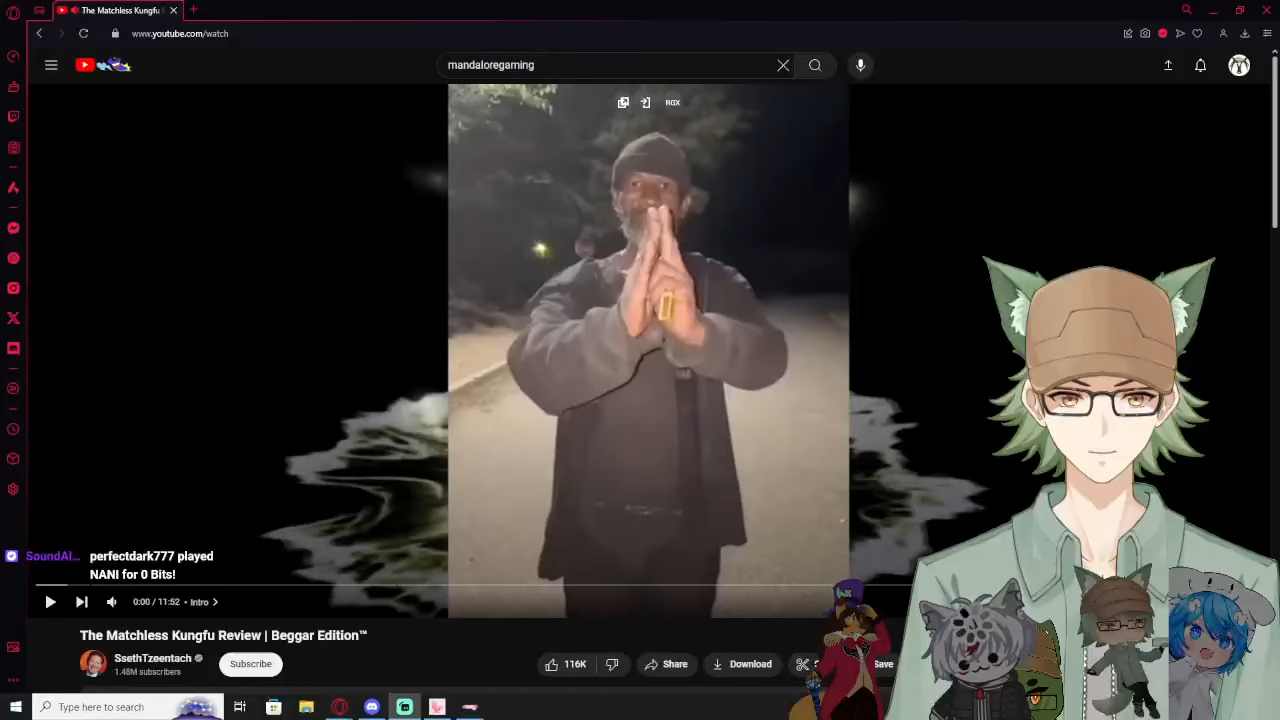 The Matchless Kungfu
www.youtube.com/watch
mandaloregaming
RGX
SoundAl...
perfectdark777 played
NANI for 0 Bits!
0:00 / 11:52 • Intro
The Matchless Kungfu Review | Beggar Edition™
SsethTzeentach
1.48M subscribers
Subscribe
116K
Share
Download
Save
Type here to search